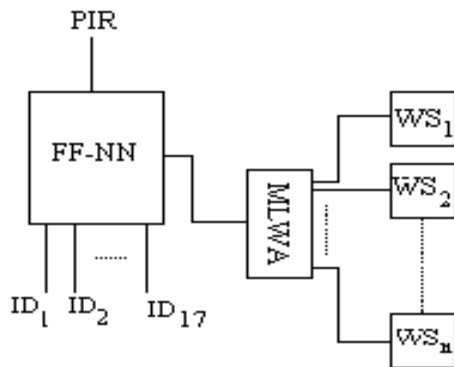 PIR
FF-NN
MLWA
WS1
WS2
WSn
ID1 ID2 ...... ID17